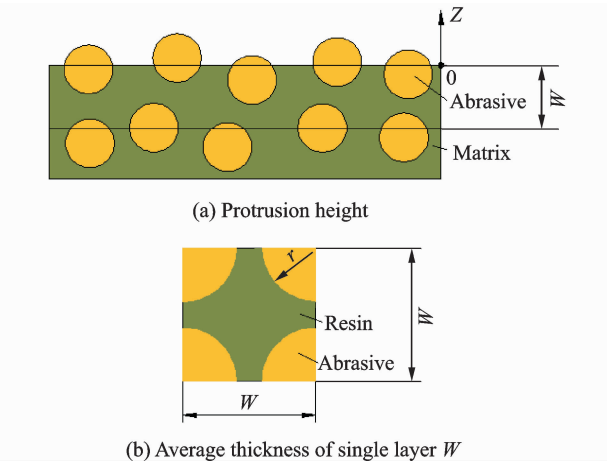 Z
0
Abrasive
W
Matrix
(a) Protrusion height
r
Resin
W
Abrasive
W
(b) Average thickness of single layer W